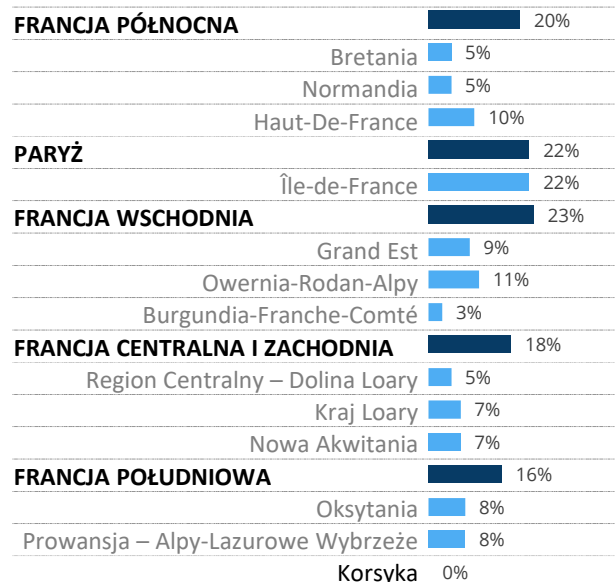 FRANCJA PÓŁNOCNA 20%
Bretania 5%
Normandia 5%
Haut-De-France 10%
PARYŻ 22%
Île-de-France 22%
FRANCJA WSCHODNIA 23%
Grand Est 9%
Owernia-Rodan-Alpy 11%
Burgundia-Franche-Comté 3%
FRANCJA CENTRALNA I ZACHODNIA 18%
Region Centralny – Dolina Loary 5%
Kraj Loary 7%
Nowa Akwitania 7%
FRANCJA POŁUDNIOWA 16%
Oksytania 8%
Prowansja – Alpy-Lazurowe Wybrzeże 8%
Korsyka 0%